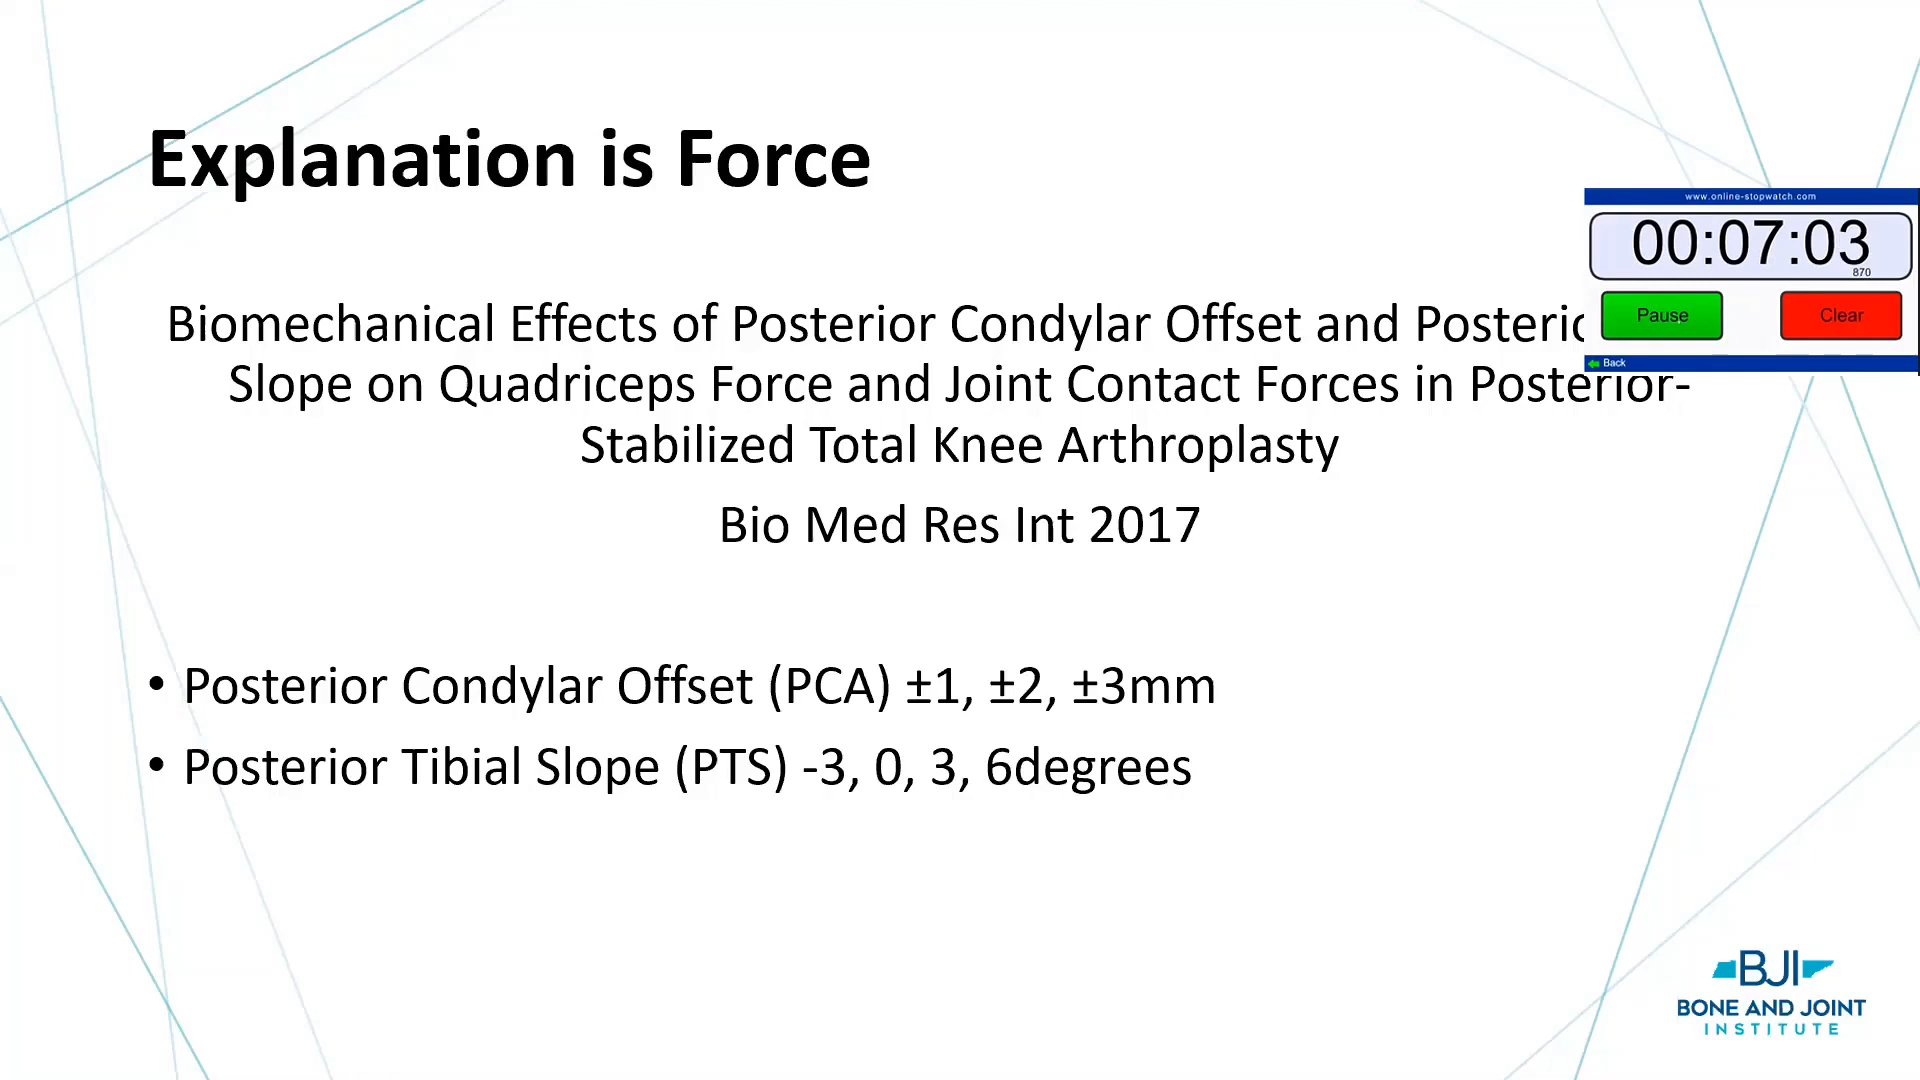 Explanation is Force
www.online-stopwatch.com
00:07:03
870
Pause
Clear
Back
Biomechanical Effects of Posterior Condylar Offset and
Slope on Quadriceps Force and Joint Contact Forces in Posterior-
Stabilized Total Knee Arthroplasty
Bio Med Res Int 2017
• Posterior Condylar Offset (PCA) ±1, ±2, ±3mm
• Posterior Tibial Slope (PTS) -3, 0, 3, 6degrees
BJI
BONE AND JOINT
INSTITUTE